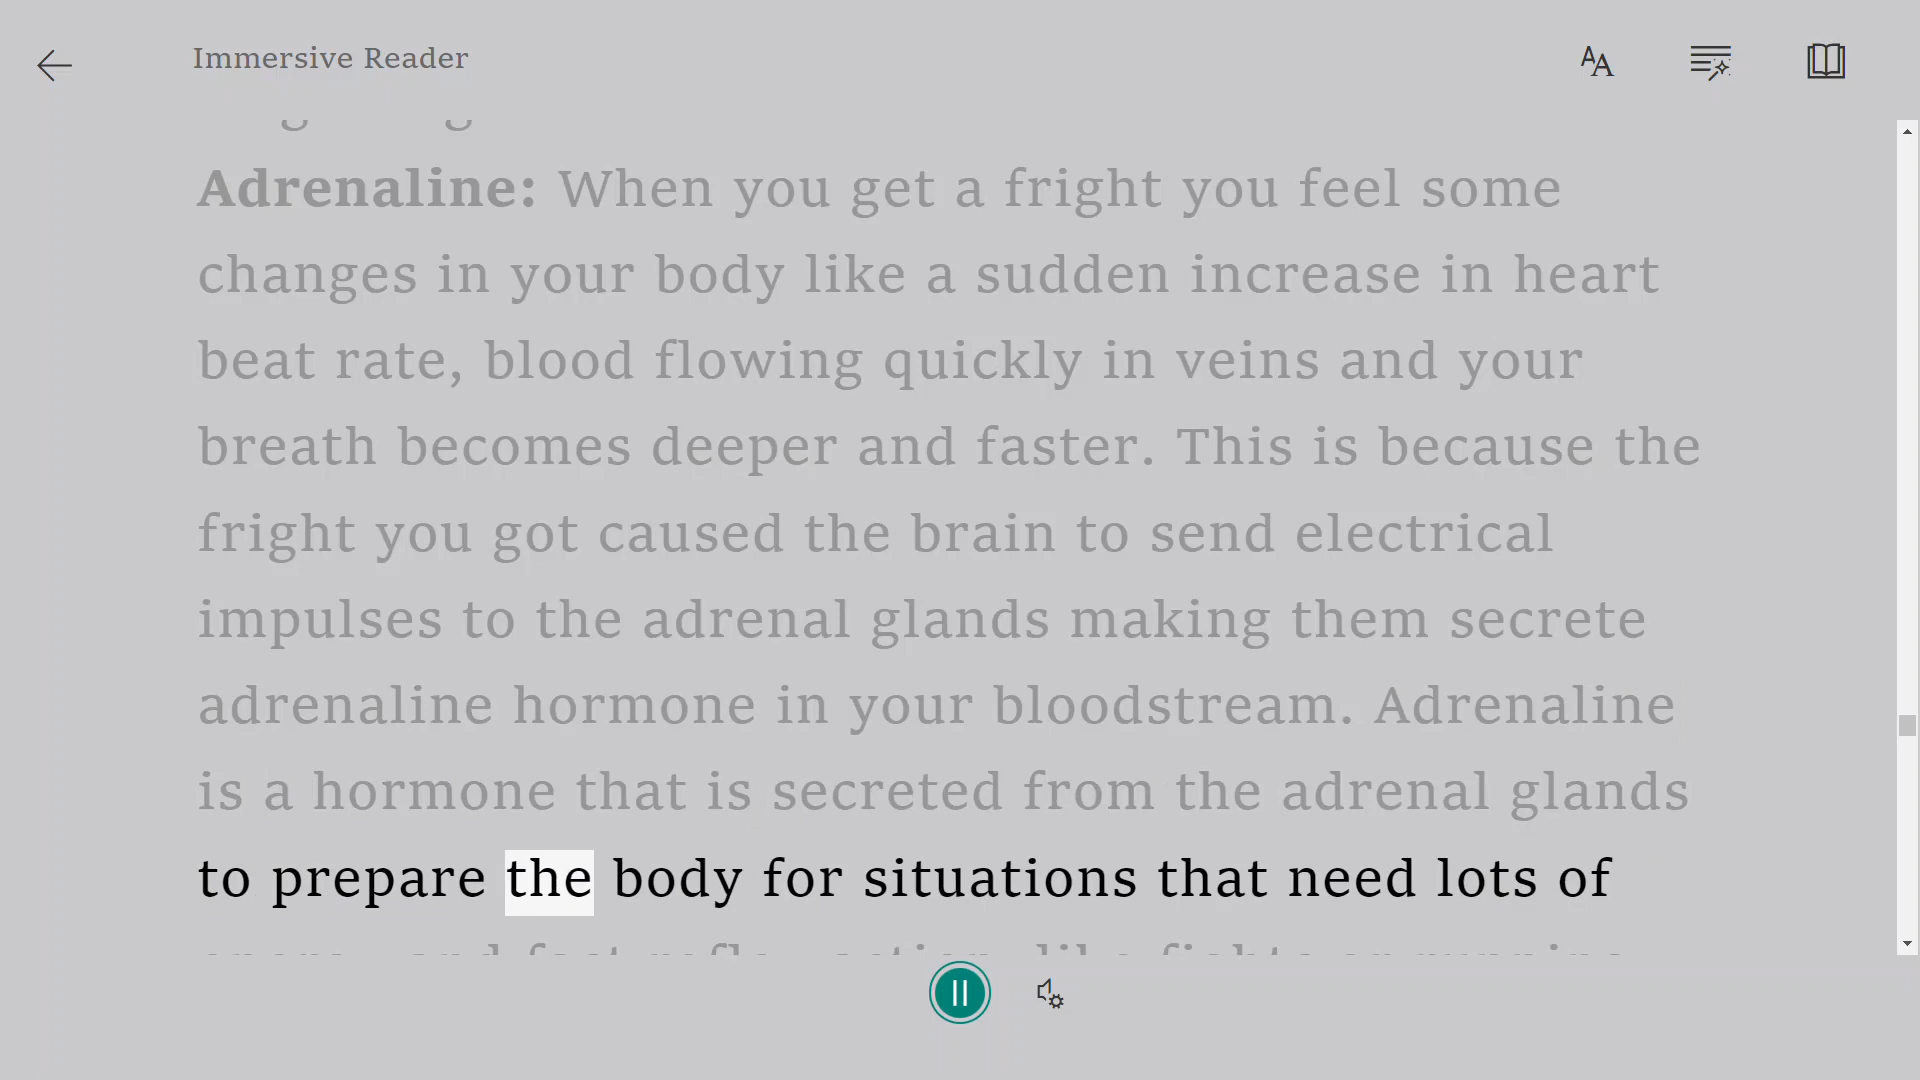 Immersive Reader
Adrenaline: When you get a fright you feel some
changes in your body like a sudden increase in heart
beat rate, blood flowing quickly in veins and your
breath becomes deeper and faster. This is because the
fright you got caused the brain to send electrical
impulses to the adrenal glands making them secrete
adrenaline hormone in your bloodstream. Adrenaline
is a hormone that is secreted from the adrenal glands
to prepare the body for situations that need lots of